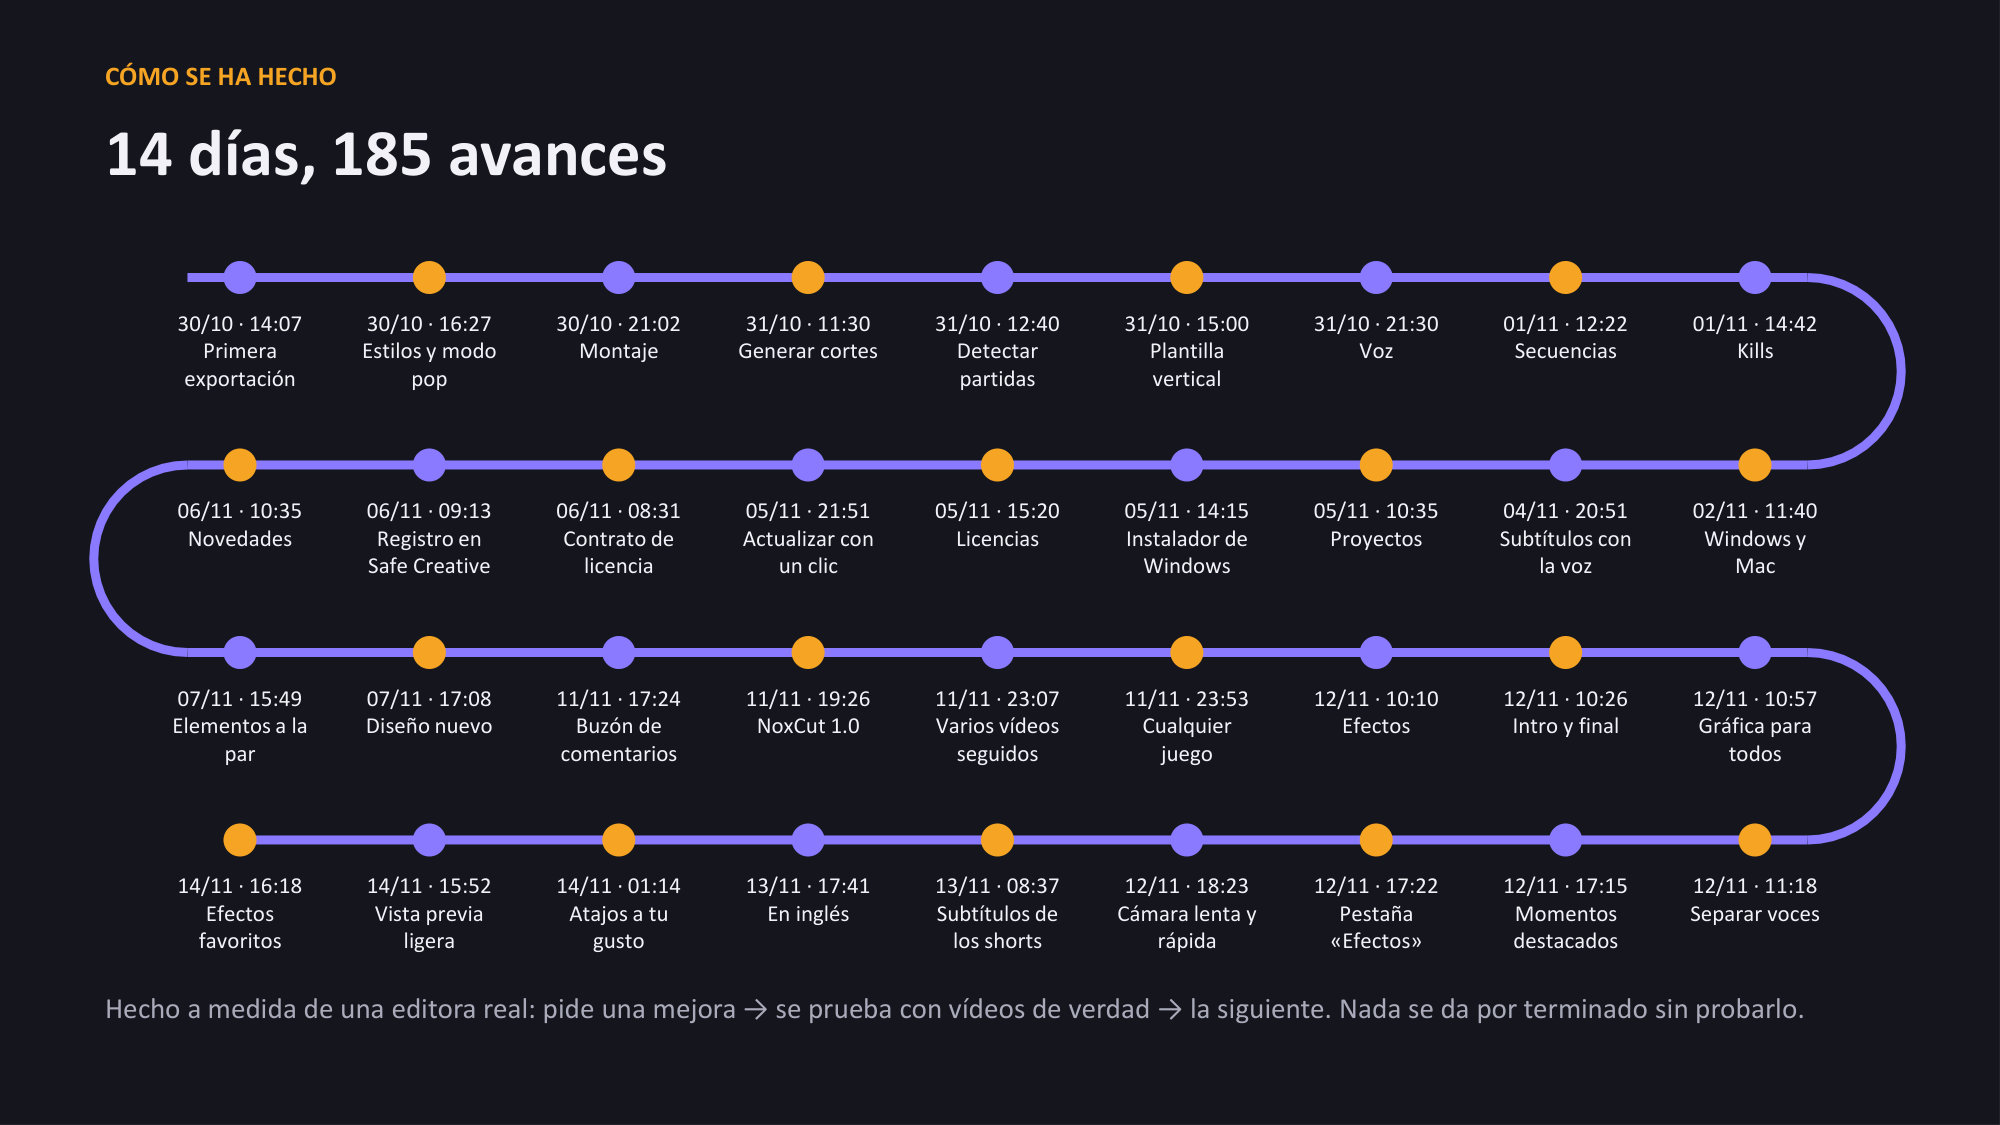 CÓMO SE HA HECHO
14 días, 185 avances
30/10 · 14:07
Primera
exportación
30/10 · 16:27
Estilos y modo
pop
30/10 · 21:02
Montaje
31/10 · 11:30
Generar cortes
31/10 · 12:40
Detectar
partidas
31/10 · 15:00
Plantilla
vertical
31/10 · 21:30
Voz
01/11 · 12:22
Secuencias
01/11 · 14:42
Kills
06/11 · 10:35
Novedades
06/11 · 09:13
Registro en
Safe Creative
06/11 · 08:31
Contrato de
licencia
05/11 · 21:51
Actualizar con
un clic
05/11 · 15:20
Licencias
05/11 · 14:15
Instalador de
Windows
05/11 · 10:35
Proyectos
04/11 · 20:51
Subtítulos con
la voz
02/11 · 11:40
Windows y
Mac
07/11 · 15:49
Elementos a la
par
07/11 · 17:08
Diseño nuevo
11/11 · 17:24
Buzón de
comentarios
11/11 · 19:26
NoxCut 1.0
11/11 · 23:07
Varios vídeos
seguidos
11/11 · 23:53
Cualquier
juego
12/11 · 10:10
Efectos
12/11 · 10:26
Intro y final
12/11 · 10:57
Gráfica para
todos
14/11 · 16:18
Efectos
favoritos
14/11 · 15:52
Vista previa
ligera
14/11 · 01:14
Atajos a tu
gusto
13/11 · 17:41
En inglés
13/11 · 08:37
Subtítulos de
los shorts
12/11 · 18:23
Cámara lenta y
rápida
12/11 · 17:22
Pestaña
«Efectos»
12/11 · 17:15
Momentos
destacados
12/11 · 11:18
Separar voces
Hecho a medida de una editora real: pide una mejora → se prueba con vídeos de verdad → la siguiente. Nada se da por terminado sin probarlo.